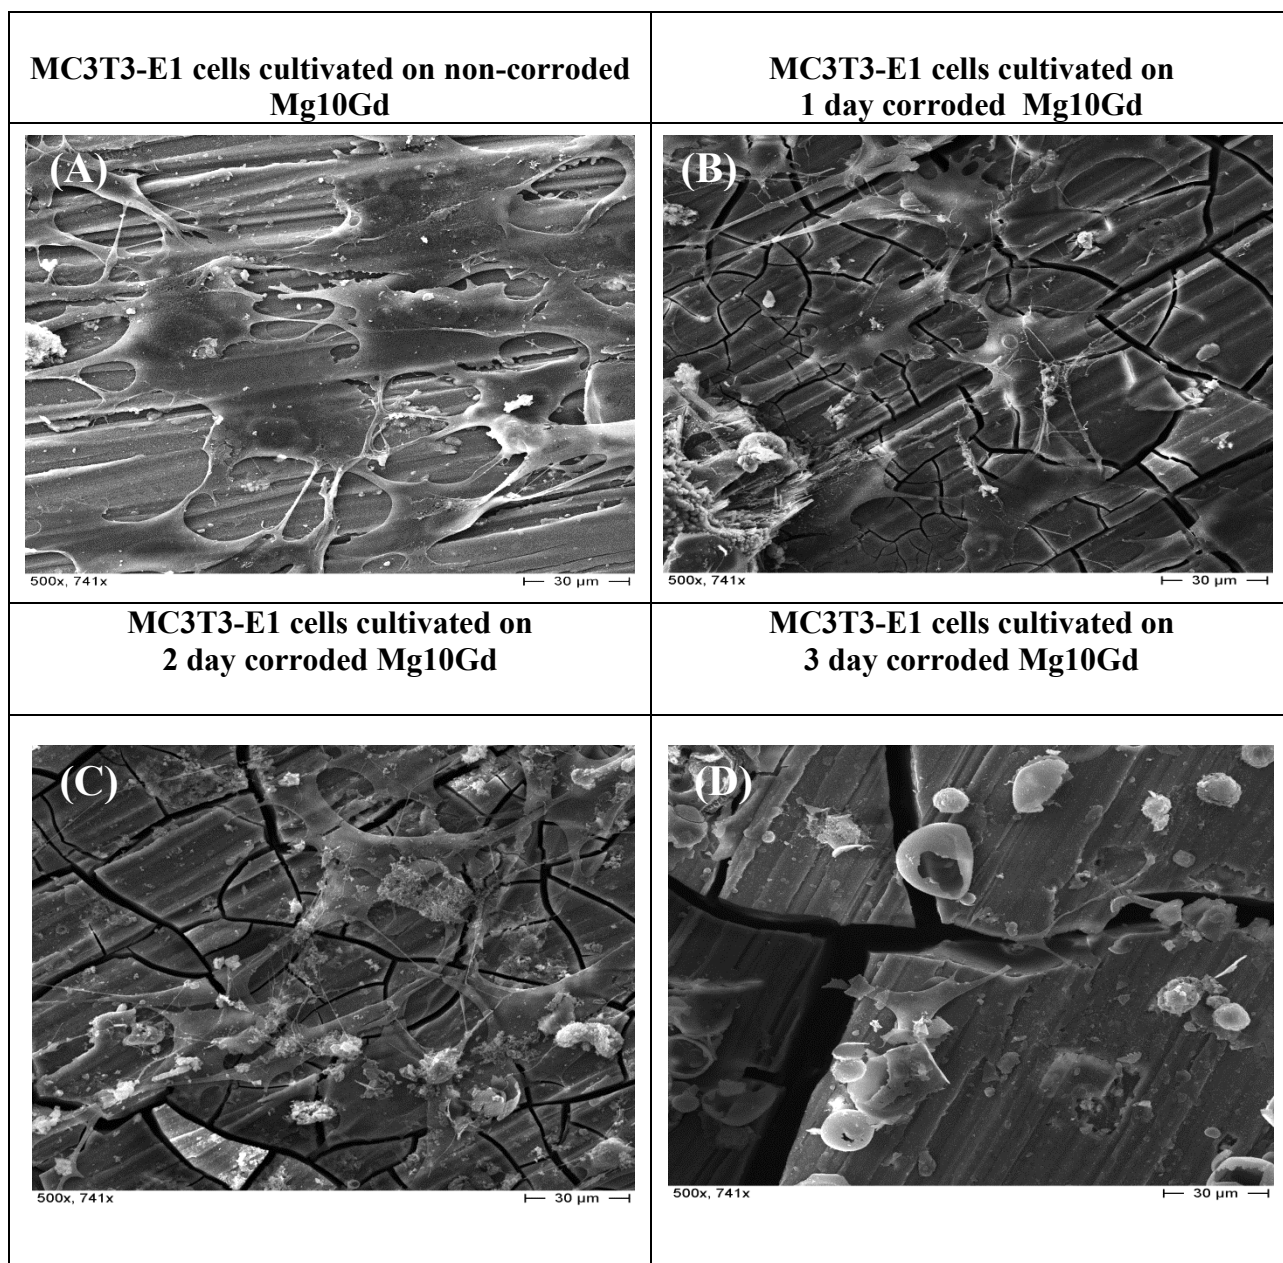 MC3T3-E1 cells cultivated on non-corroded
Mg10Gd
MC3T3-E1 cells cultivated on
1 day corroded Mg10Gd
(A)
(B)
500x, 741x
30 µm
500x, 741x
30 µm
MC3T3-E1 cells cultivated on
2 day corroded Mg10Gd
MC3T3-E1 cells cultivated on
3 day corroded Mg10Gd
(C)
(D)
500x, 741x
30 µm
500x, 741x
30 µm